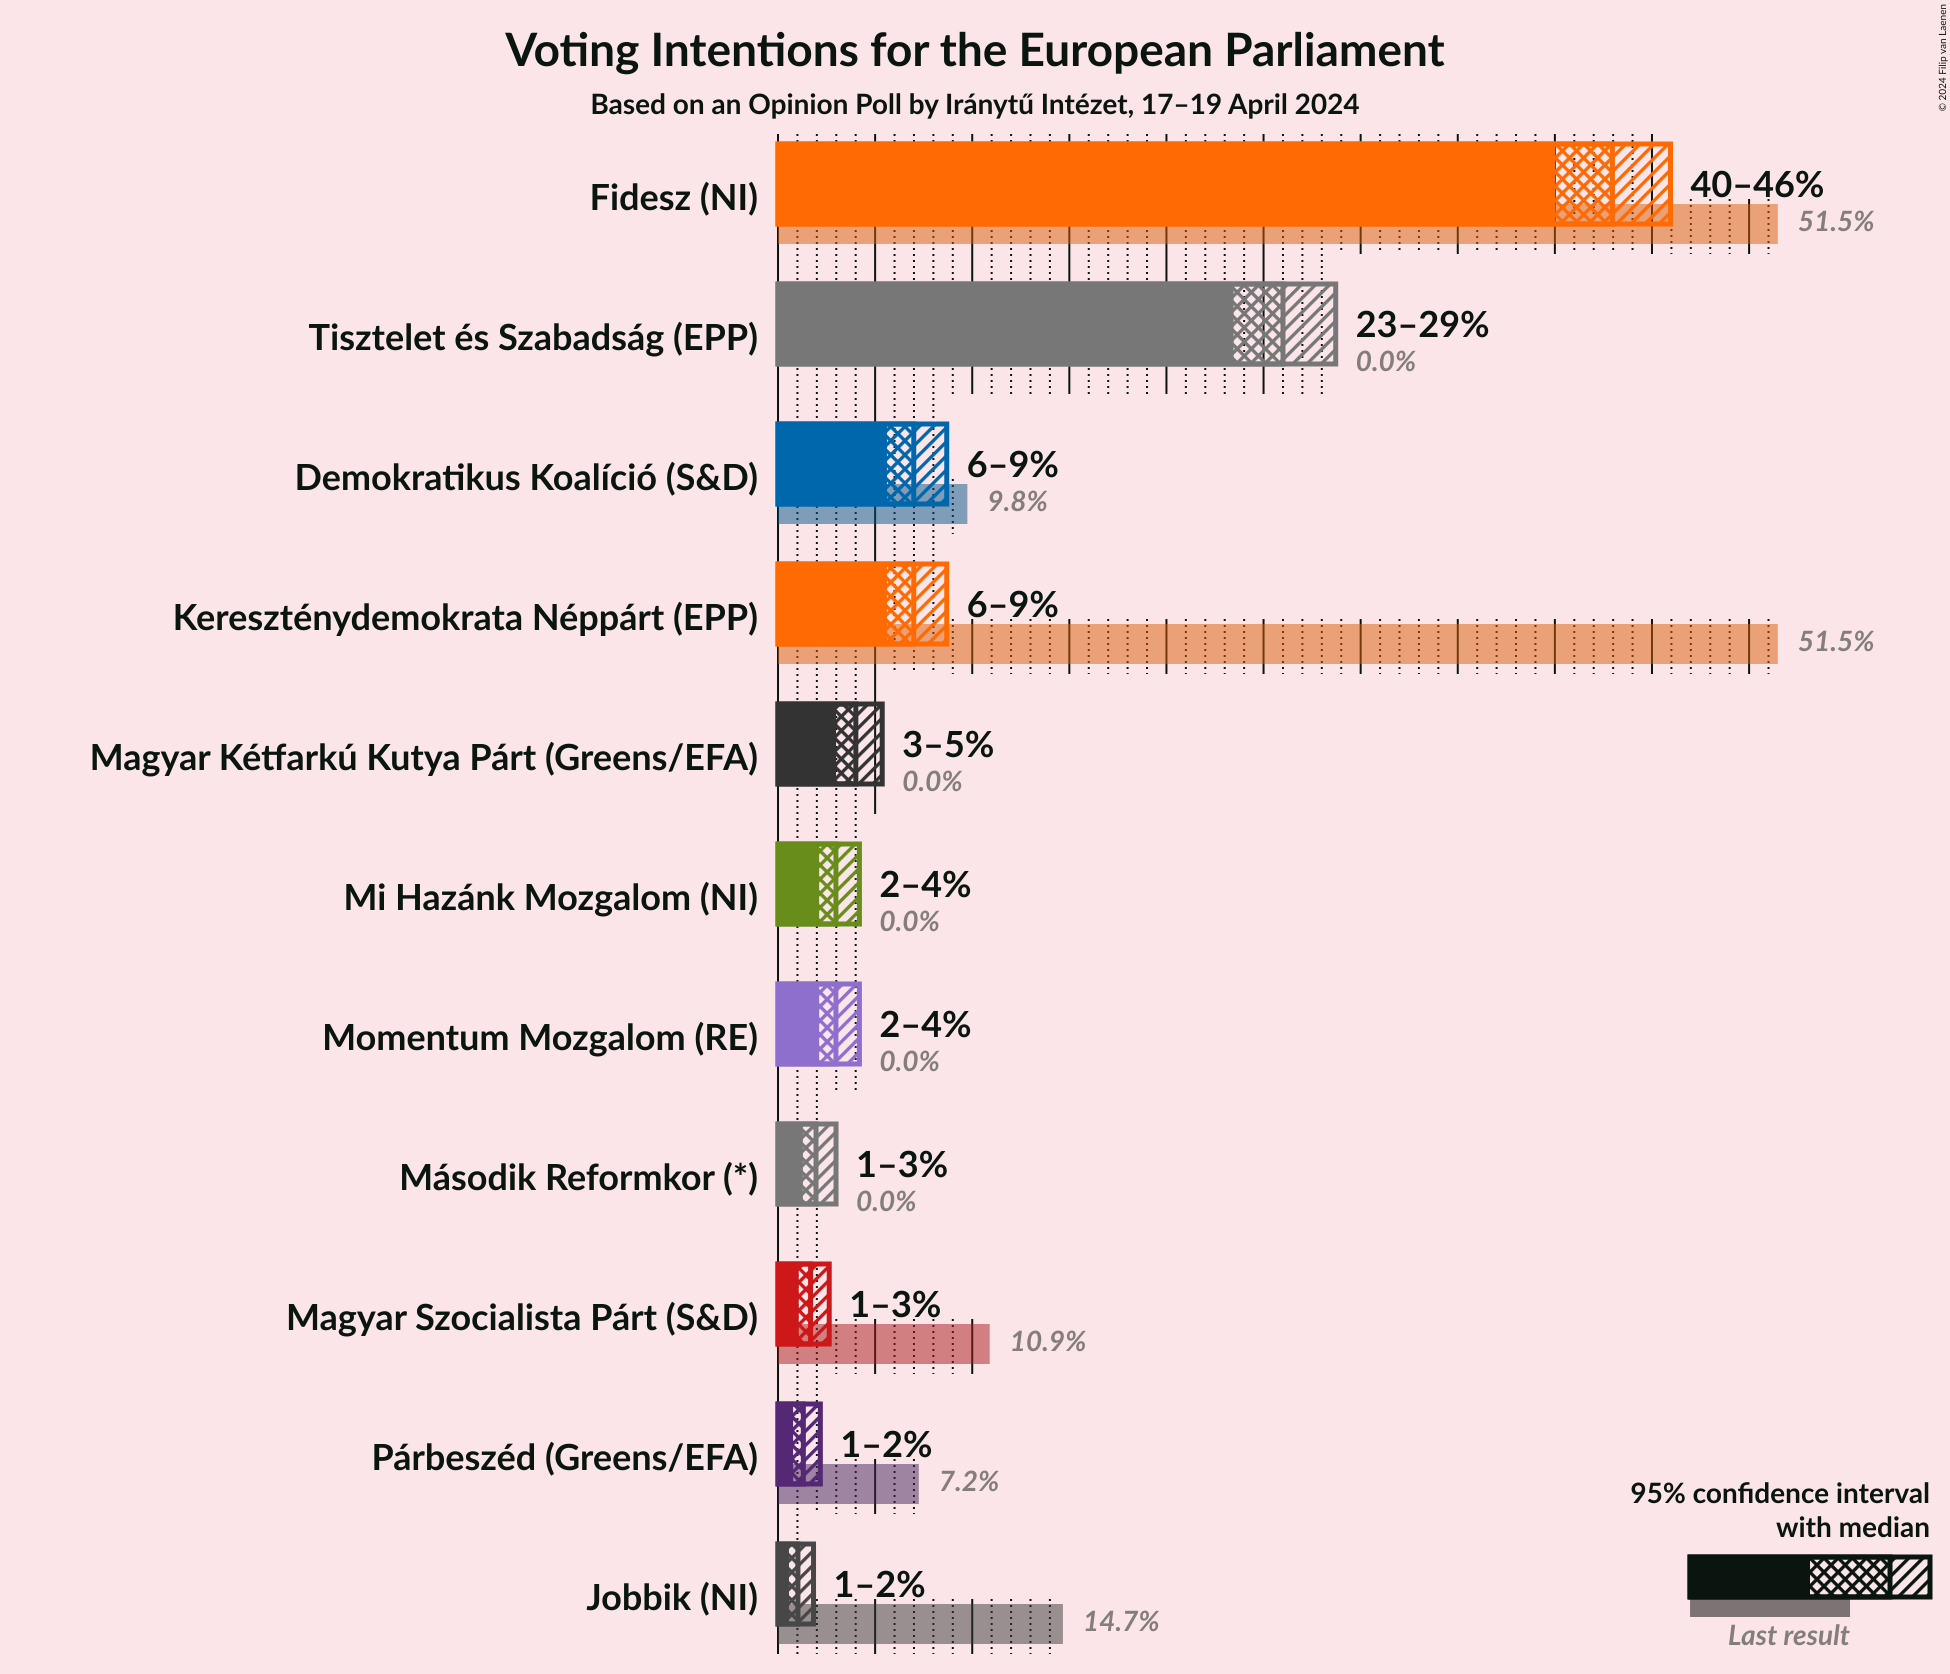 Voting Intentions for the European Parliament
Based on an Opinion Poll by Iránytű Intézet, 17–19 April 2024
© 2024 Filip van Laenen
Fidesz (NI)
40–46%
51.5%
Tisztelet és Szabadság (EPP)
23–29%
0.0%
Demokratikus Koalíció (S&D)
6–9%
9.8%
Kereszténydemokrata Néppárt (EPP)
6–9%
51.5%
Magyar Kétfarkú Kutya Párt (Greens/EFA)
3–5%
0.0%
Mi Hazánk Mozgalom (NI)
2–4%
0.0%
Momentum Mozgalom (RE)
2–4%
0.0%
Második Reformkor (*)
1–3%
0.0%
Magyar Szocialista Párt (S&D)
1–3%
10.9%
Párbeszéd (Greens/EFA)
1–2%
7.2%
Jobbik (NI)
1–2%
14.7%
95% confidence interval
with median
Last result